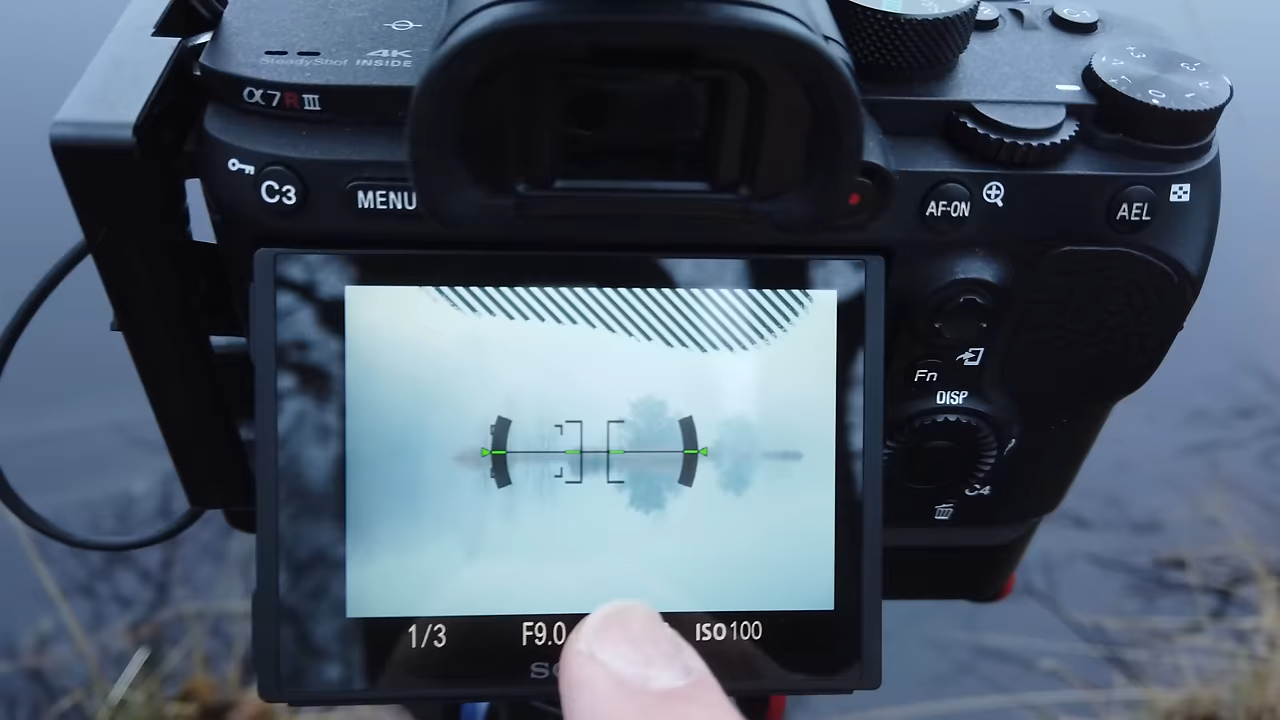 4K
SteadyShot INSIDE
α7RIII
C3
MENU
AF-ON
AEL
Fn
DISP
C4
1/3
F9.0
ISO100